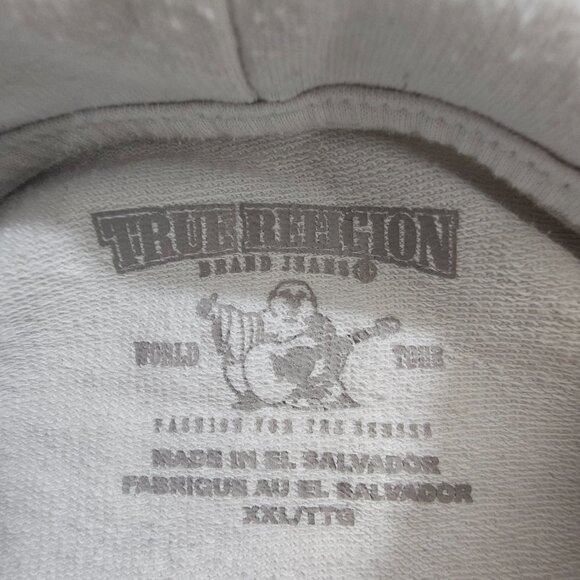 TRUE RELIGION
BRAND JEANS
WORLD TOUR
FASHION FOR THE SENSES
MADE IN EL SALVADOR
FABRIQUE AU EL SALVADOR
XXL/TTG